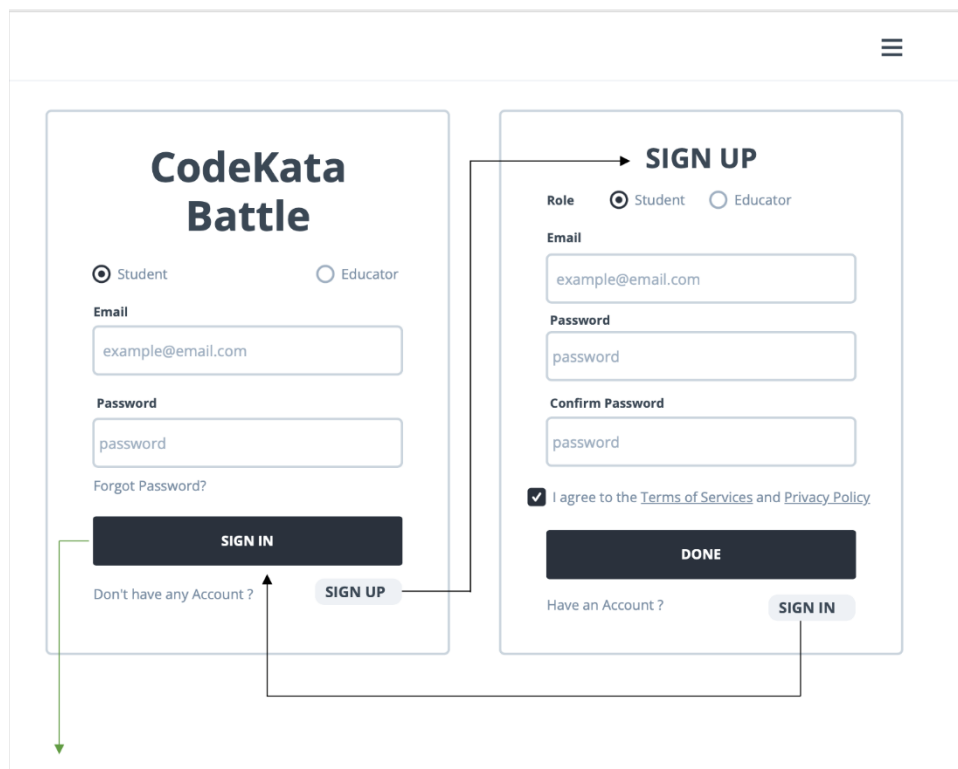 CodeKata
Battle
Student
Educator
Email
example@email.com
Password
password
Forgot Password?
SIGN IN
Don't have any Account ?
SIGN UP
SIGN UP
Role
Student
Educator
Email
example@email.com
Password
password
Confirm Password
password
I agree to the Terms of Services and Privacy Policy
DONE
Have an Account ?
SIGN IN